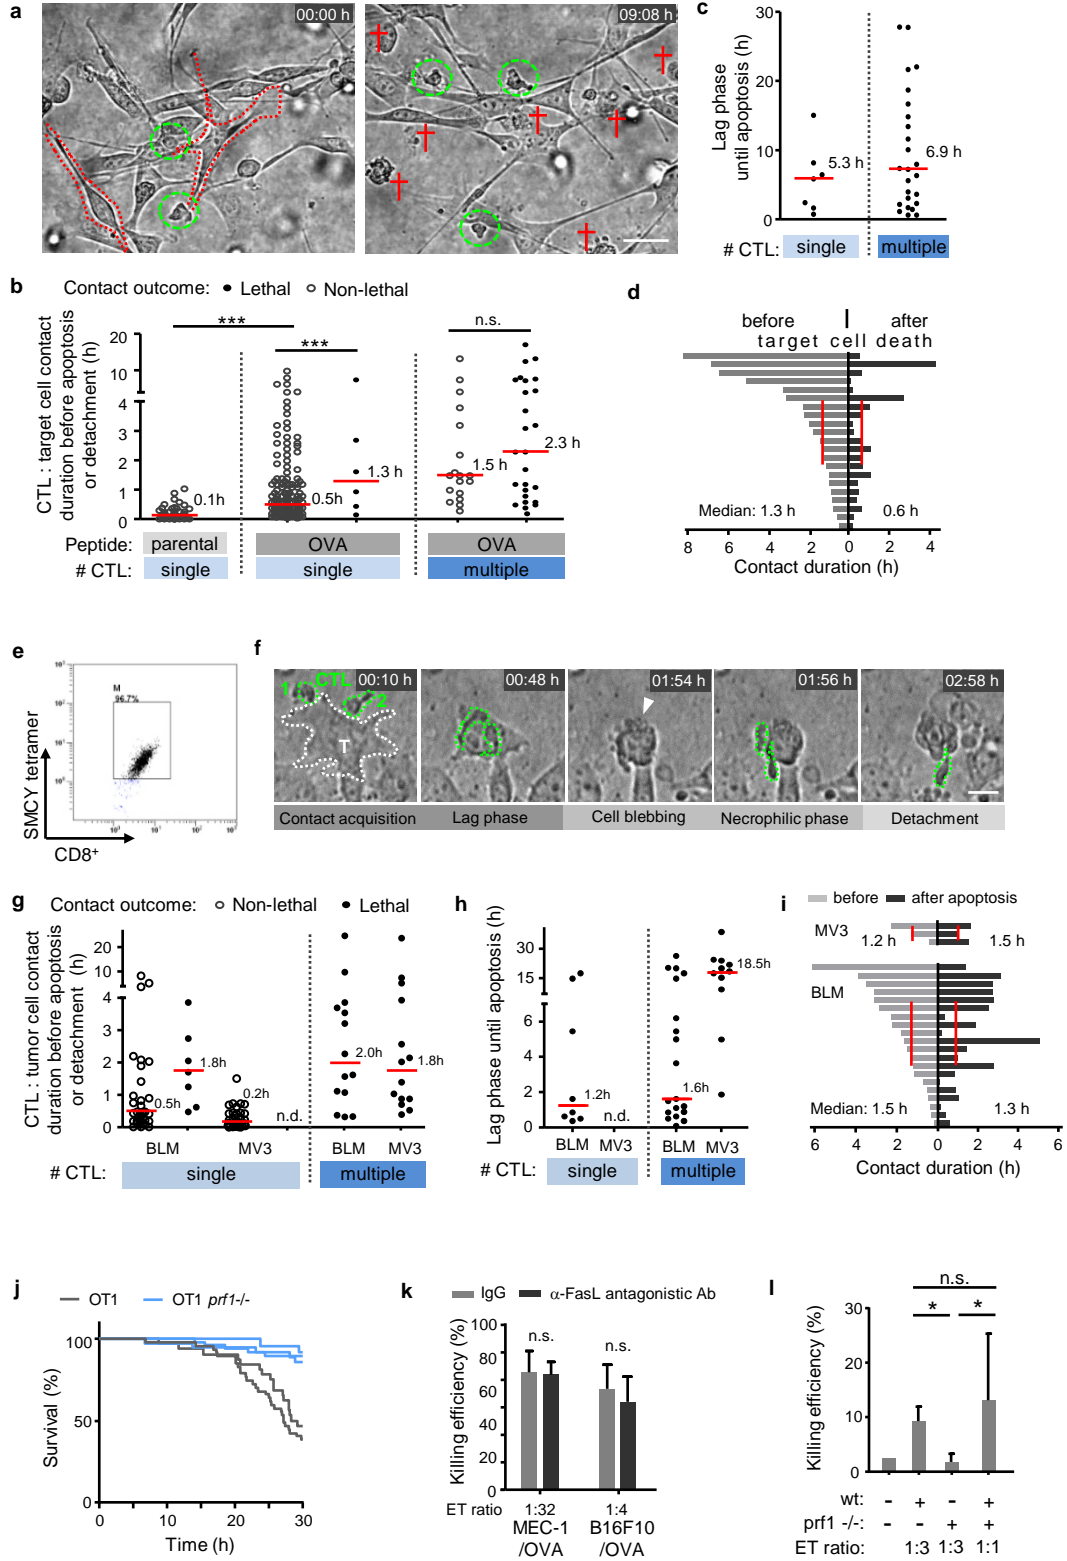 a
00:00 h
09:08 h
c
Lag phase
until apoptosis (h)
30
20
10
0
5.3 h
6.9 h
# CTL: single multiple
b
Contact outcome: Lethal Non-lethal
CTL : target cell contact
duration before apoptosis
or detachment (h)
20
10
4
3
2
1
0
***
***
n.s.
0.1h
0.5h
1.3 h
1.5 h
2.3 h
Peptide: parental OVA OVA
# CTL: single single multiple
d
before after
target cell death
Median: 1.3 h 0.6 h
8 6 4 2 0 2 4
Contact duration (h)
e
M
96.7%
SMCY tetramer
CD8+
f
00:10 h
00:48 h
01:54 h
01:56 h
02:58 h
1 CTL 2
T
Contact acquisition Lag phase Cell blebbing Necrophilic phase Detachment
g
Contact outcome: Non-lethal Lethal
CTL : tumor cell contact
duration before apoptosis
or detachment (h)
20
10
4
3
2
1
0
0.5h
1.8h
0.2h
n.d.
2.0h
1.8h
BLM MV3 BLM MV3
# CTL: single multiple
h
Lag phase until apoptosis (h)
30
15
6
4
2
0
1.2h
n.d.
1.6h
18.5h
BLM MV3 BLM MV3
# CTL: single multiple
i
before after apoptosis
MV3
1.2 h 1.5 h
BLM
Median: 1.5 h 1.3 h
6 4 2 0 2 4 6
Contact duration (h)
j
OT1 OT1 prf1-/-
Survival (%)
100
50
0
0 10 20 30
Time (h)
k
IgG α-FasL antagonistic Ab
Killing efficiency (%)
100
80
60
40
20
0
n.s.
n.s.
ET ratio 1:32 1:4
MEC-1 B16F10
/OVA /OVA
l
n.s.
* *
Killing efficiency (%)
30
20
10
0
wt: - + - +
prf1 -/-: - - + +
ET ratio: 1:3 1:3 1:1